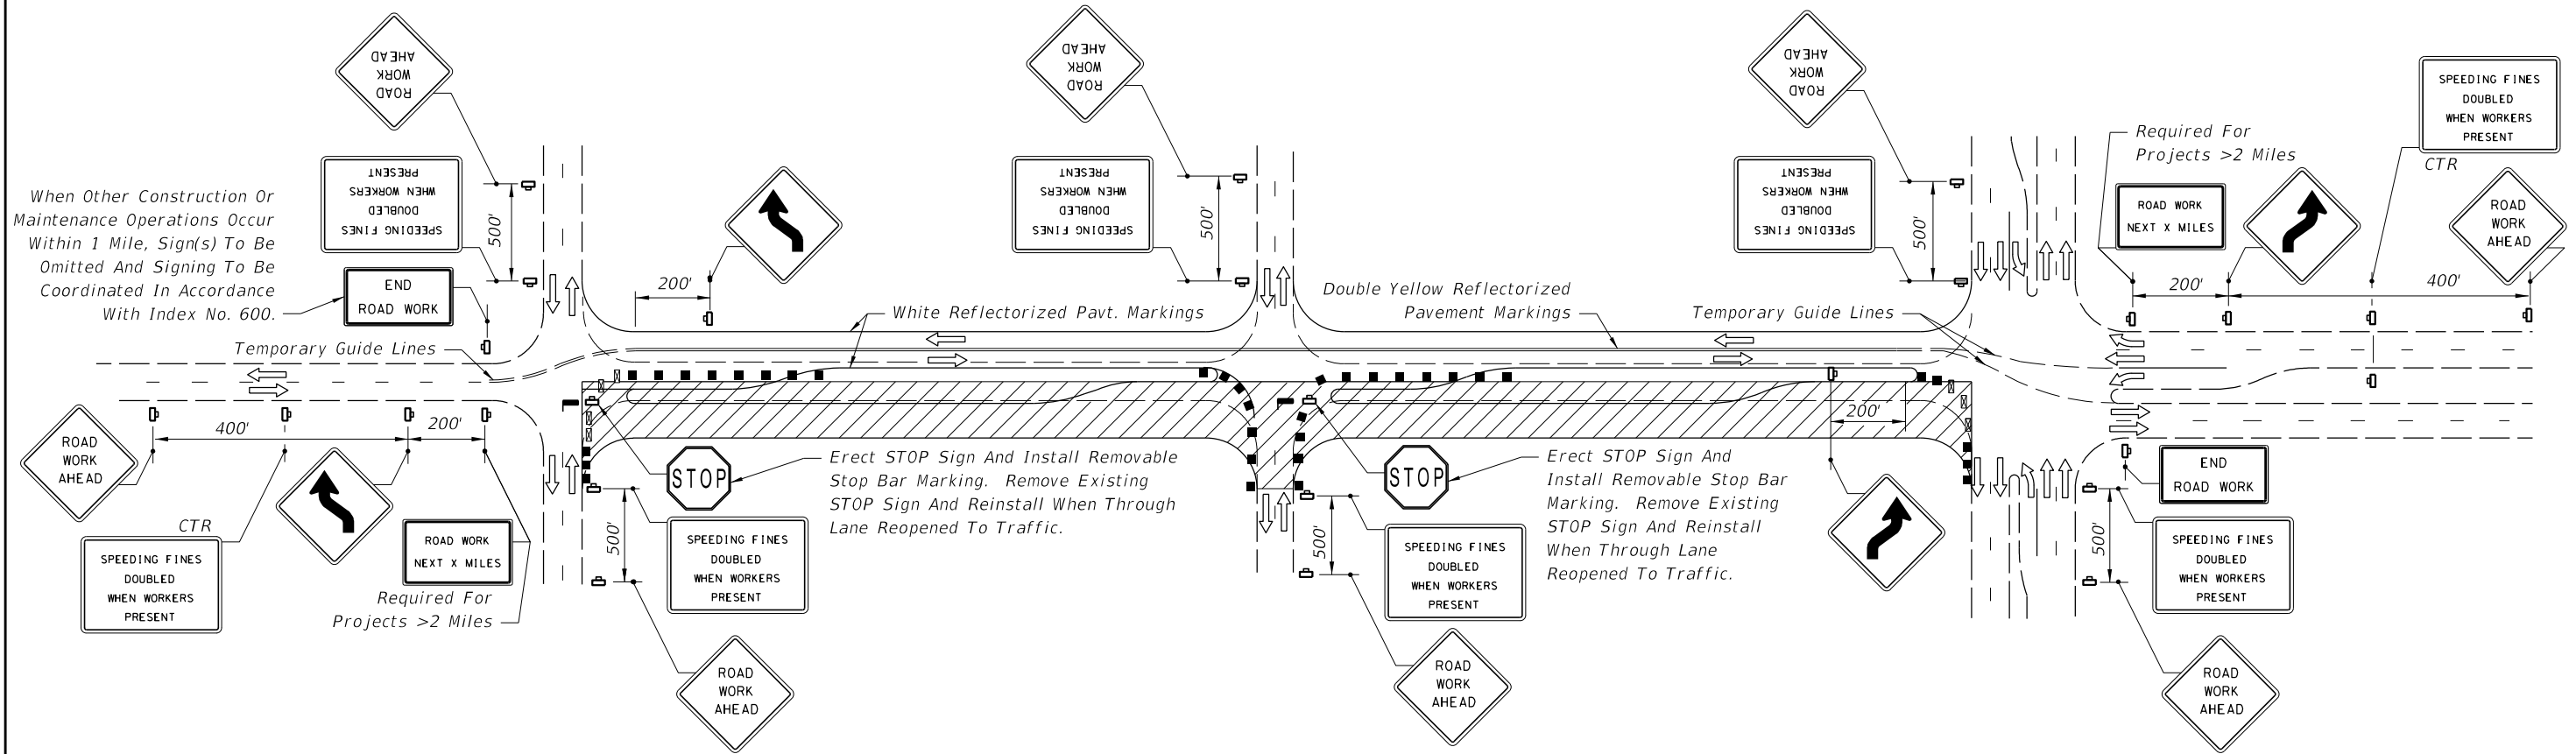 ROAD
WORK
AHEAD
ROAD
WORK
AHEAD
ROAD
WORK
AHEAD
SPEEDING FINES
DOUBLED
WHEN WORKERS
PRESENT
CTR
Required For
Projects >2 Miles
SPEEDING FINES
DOUBLED
WHEN WORKERS
PRESENT
500'
SPEEDING FINES
DOUBLED
WHEN WORKERS
PRESENT
500'
SPEEDING FINES
DOUBLED
WHEN WORKERS
PRESENT
500'
ROAD WORK
NEXT X MILES
ROAD
WORK
AHEAD
When Other Construction Or
Maintenance Operations Occur
Within 1 Mile, Sign(s) To Be
Omitted And Signing To Be
Coordinated In Accordance
With Index No. 600.
END
ROAD WORK
200'
White Reflectorized Pavt. Markings
Double Yellow Reflectorized
Pavement Markings
Temporary Guide Lines
200'
400'
Temporary Guide Lines
400'
200'
200'
ROAD
WORK
AHEAD
CTR
SPEEDING FINES
DOUBLED
WHEN WORKERS
PRESENT
ROAD WORK
NEXT X MILES
Required For
Projects >2 Miles
STOP
Erect STOP Sign And Install Removable
Stop Bar Marking. Remove Existing
STOP Sign And Reinstall When Through
Lane Reopened To Traffic.
500'
SPEEDING FINES
DOUBLED
WHEN WORKERS
PRESENT
ROAD
WORK
AHEAD
STOP
Erect STOP Sign And
Install Removable Stop Bar
Marking. Remove Existing
STOP Sign And Reinstall
When Through Lane
Reopened To Traffic.
500'
SPEEDING FINES
DOUBLED
WHEN WORKERS
PRESENT
ROAD
WORK
AHEAD
END
ROAD WORK
500'
SPEEDING FINES
DOUBLED
WHEN WORKERS
PRESENT
ROAD
WORK
AHEAD